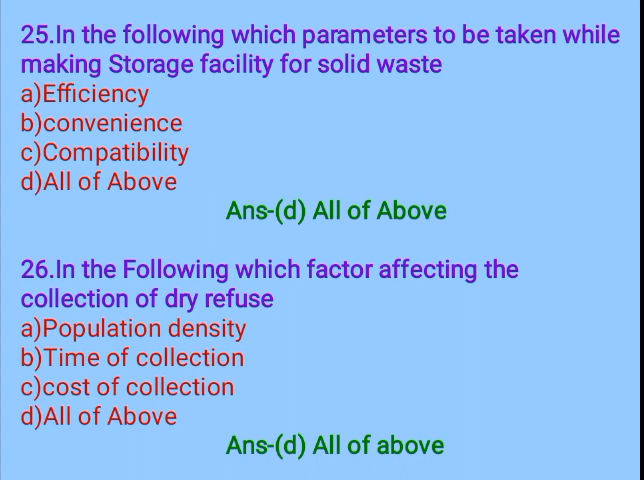 25.In the following which parameters to be taken while
making Storage facility for solid waste
a)Efficiency
b)convenience
c)Compatibility
d)All of Above
Ans-(d) All of Above
26.In the Following which factor affecting the
collection of dry refuse
a)Population density
b)Time of collection
c)cost of collection
d)All of Above
Ans-(d) All of above